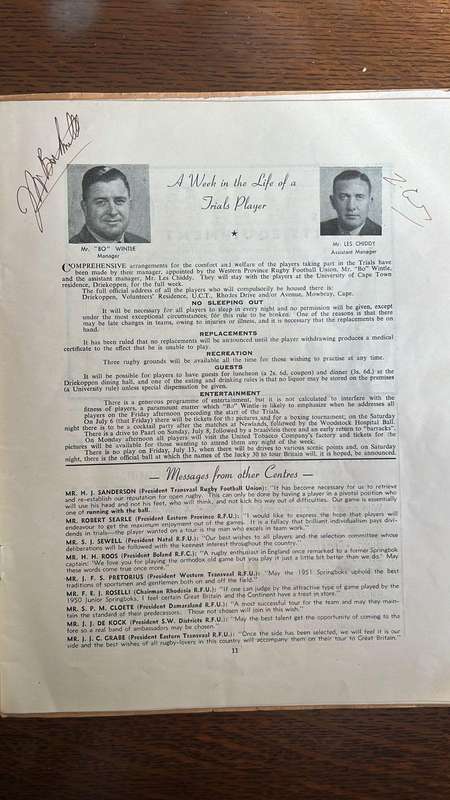 A Week in the Life of a
Trials Player
★
Mr. "BO" WINTLE
Manager
Mr. LES CHIDDY
Assistant Manager
COMPREHENSIVE arrangements for the comfort and welfare of the players taking part in the Trials have
been made by their manager, appointed by the Western Province Rugby Football Union, Mr. "Bo" Wintle,
and the assistant manager, Mr. Les Chiddy. They will stay with the players at the University of Cape Town
residence, Driekoppen, for the full week.
The full official address of all the players who will compulsorily be housed there is:
Driekoppen, Volunteers' Residence, U.C.T., Rhodes Drive and/or Avenue, Mowbray, Cape.
NO SLEEPING OUT
It will be necessary for all players to sleep in every night and no permission will be given, except
under the most exceptional circumstances, for this rule to be broken. One of the reasons is that there
may be late changes in teams, owing to injuries or illness, and it is necessary that the replacements be on
hand.
REPLACEMENTS
It has been ruled that no replacements will be announced until the player withdrawing produces a medical
certificate to the effect that he is unable to play.
RECREATION
Three rugby grounds will be available all the time for those wishing to practise at any time.
GUESTS
It will be possible for players to have guests for luncheon (a 2s. 6d. coupon) and dinner (3s. 6d.) at the
Driekoppen dining hall, and one of the eating and drinking rules is that no liquor may be stored on the premises
(a University rule) unless special dispensation be given.
ENTERTAINMENT
There is a generous programme of entertainment, but it is not calculated to interfere with the
fitness of players, a paramount matter which "Bo" Wintle is likely to emphasize when he addresses all
players on the Friday afternoon preceding the start of the Trials.
On July 6 (that Friday) there will be tickets for the pictures and for a boxing tournament; on the Saturday
night there is to be a cocktail party after the matches at Newlands, followed by the Woodstock Hospital Ball.
There is a drive to Paarl on Sunday, July 8, followed by a braaivleis there and an early return to "barracks".
On Monday afternoon all players will visit the United Tobacco Company's factory and tickets for the
pictures will be available for those wanting to attend them any night of the week.
There is no play on Friday, July 13, when there will be drives to various scenic points and, on Saturday
night, there is the official ball at which the names of the lucky 30 to tour Britain will, it is hoped, be announced.
— Messages from other Centres —
MR. H. J. SANDERSON (President Transvaal Rugby Football Union): "It has become necessary for us to retrieve
and re-establish our reputation for open rugby. This can only be done by having a player in a pivotal position who
will use his head and not his feet, who will think, and not kick his way out of difficulties. Our game is essentially
one of running with the ball.
MR. ROBERT SEARLE (President Eastern Province R.F.U.): "I would like to express the hope that players will
endeavour to get the maximum enjoyment out of the games. It is a fallacy that brilliant individualism pays divi-
dends in trials—the player wanted on a tour is the man who excels in team work."
MR. S. J. SEWELL (President Natal R.F.U.): "Our best wishes to all players and the selection committee whose
deliberations will be followed with the keenest interest throughout the country."
MR. H. H. ROOS (President Boland R.F.C.): "A rugby enthusiast in England once remarked to a former Springbok
captain: 'We love you for playing the orthodox old game but you play it just a little bit better than we do.' May
these words come true once more."
MR. J. F. S. PRETORIUS (President Western Transvaal R.F.U.): "May the 1951 Springboks uphold the best
traditions of sportsmen and gentlemen both on and off the field."
MR. F. E. J. ROSELLI (Chairman Rhodesia R.F.U.): "If one can judge by the attractive type of game played by the
1950 Junior Springboks, I feel certain Great Britain and the Continent have a treat in store."
MR. S. P. M. CLOETE (President Damaraland R.F.U.): "A most successful tour for the team and may they main-
tain the standard of their predecessors. Those not chosen will join in this wish."
MR. J. J. DE KOCK (President S.W. Districts R.F.U.): "May the best talent get the opportunity of coming to the
fore so a real band of ambassadors may be chosen."
MR. J. J. C. GRABE (President Eastern Transvaal R.F.U.): "Once the side has been selected, we will feel it is our
side and the best wishes of all rugby-lovers in this country will accompany them on their tour to Great Britain."
13